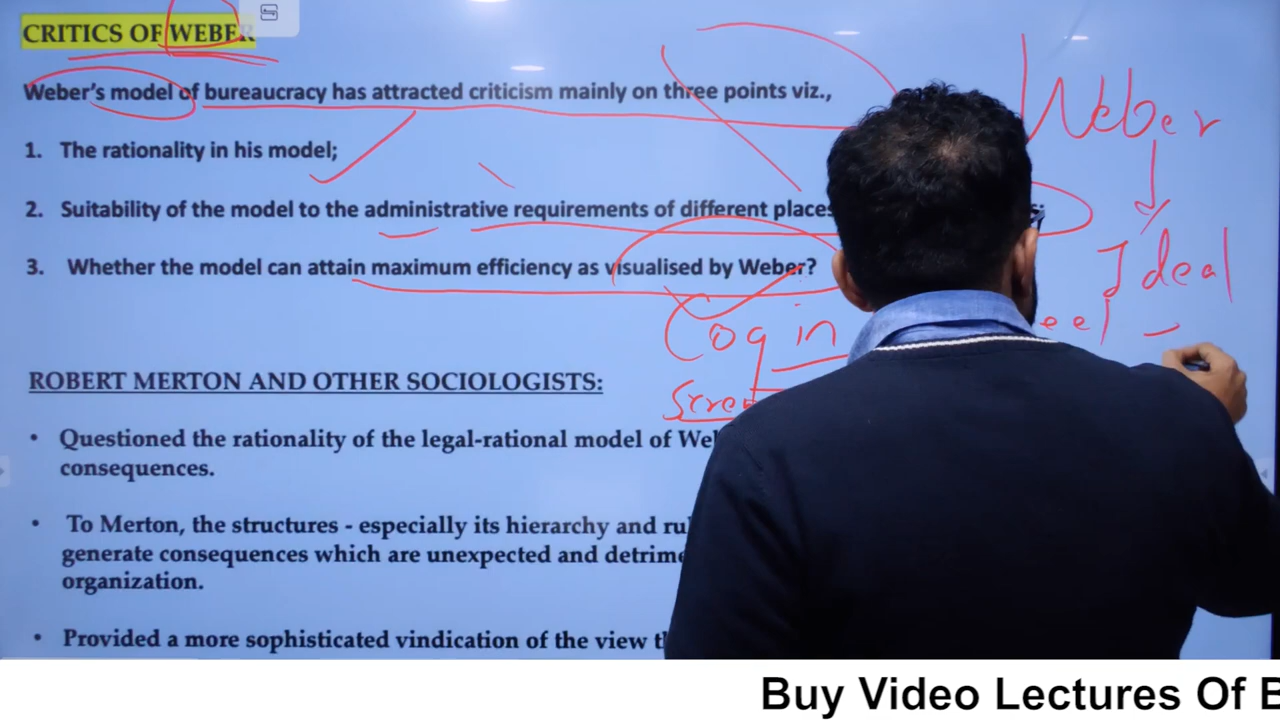 CRITICS OF WEBER
Weber's model of bureaucracy has attracted criticism mainly on three points viz.,
Weber
1. The rationality in his model;
2. Suitability of the model to the administrative requirements of different places
Ideal
3. Whether the model can attain maximum efficiency as visualised by Weber?
Cog in
ROBERT MERTON AND OTHER SOCIOLOGISTS:
• Questioned the rationality of the legal-rational model of We
consequences.
• To Merton, the structures - especially its hierarchy and ru
generate consequences which are unexpected and detrime
organization.
• Provided a more sophisticated vindication of the view t
Buy Video Lectures Of